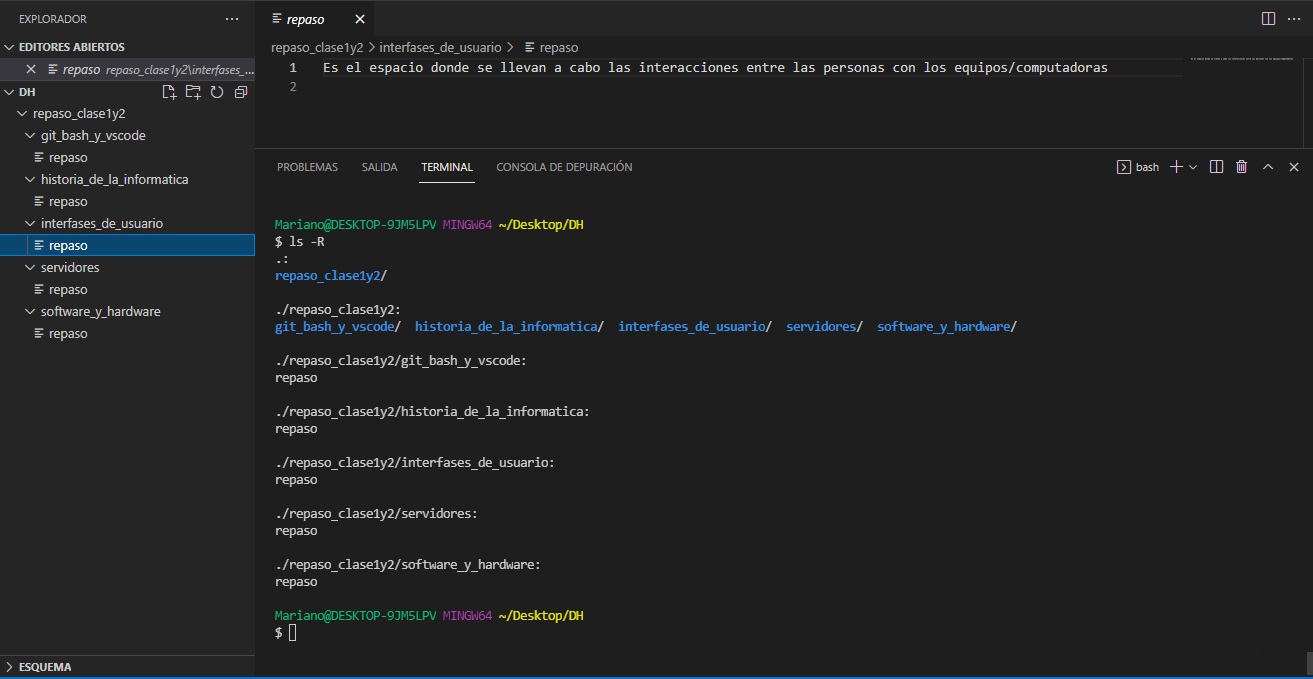 EXPLORADOR
EDITORES ABIERTOS
repaso repaso_clase1y2\interfases_...
DH
repaso_clase1y2
git_bash_y_vscode
repaso
historia_de_la_informatica
repaso
interfases_de_usuario
repaso
servidores
repaso
software_y_hardware
repaso
ESQUEMA
repaso
repaso_clase1y2 > interfases_de_usuario > repaso
1 Es el espacio donde se llevan a cabo las interacciones entre las personas con los equipos/computadoras
2
PROBLEMAS SALIDA TERMINAL CONSOLA DE DEPURACIÓN bash
Mariano@DESKTOP-9JM5LPV MINGW64 ~/Desktop/DH
$ ls -R
.:
repaso_clase1y2/
./repaso_clase1y2:
git_bash_y_vscode/ historia_de_la_informatica/ interfases_de_usuario/ servidores/ software_y_hardware/
./repaso_clase1y2/git_bash_y_vscode:
repaso
./repaso_clase1y2/historia_de_la_informatica:
repaso
./repaso_clase1y2/interfases_de_usuario:
repaso
./repaso_clase1y2/servidores:
repaso
./repaso_clase1y2/software_y_hardware:
repaso
Mariano@DESKTOP-9JM5LPV MINGW64 ~/Desktop/DH
$